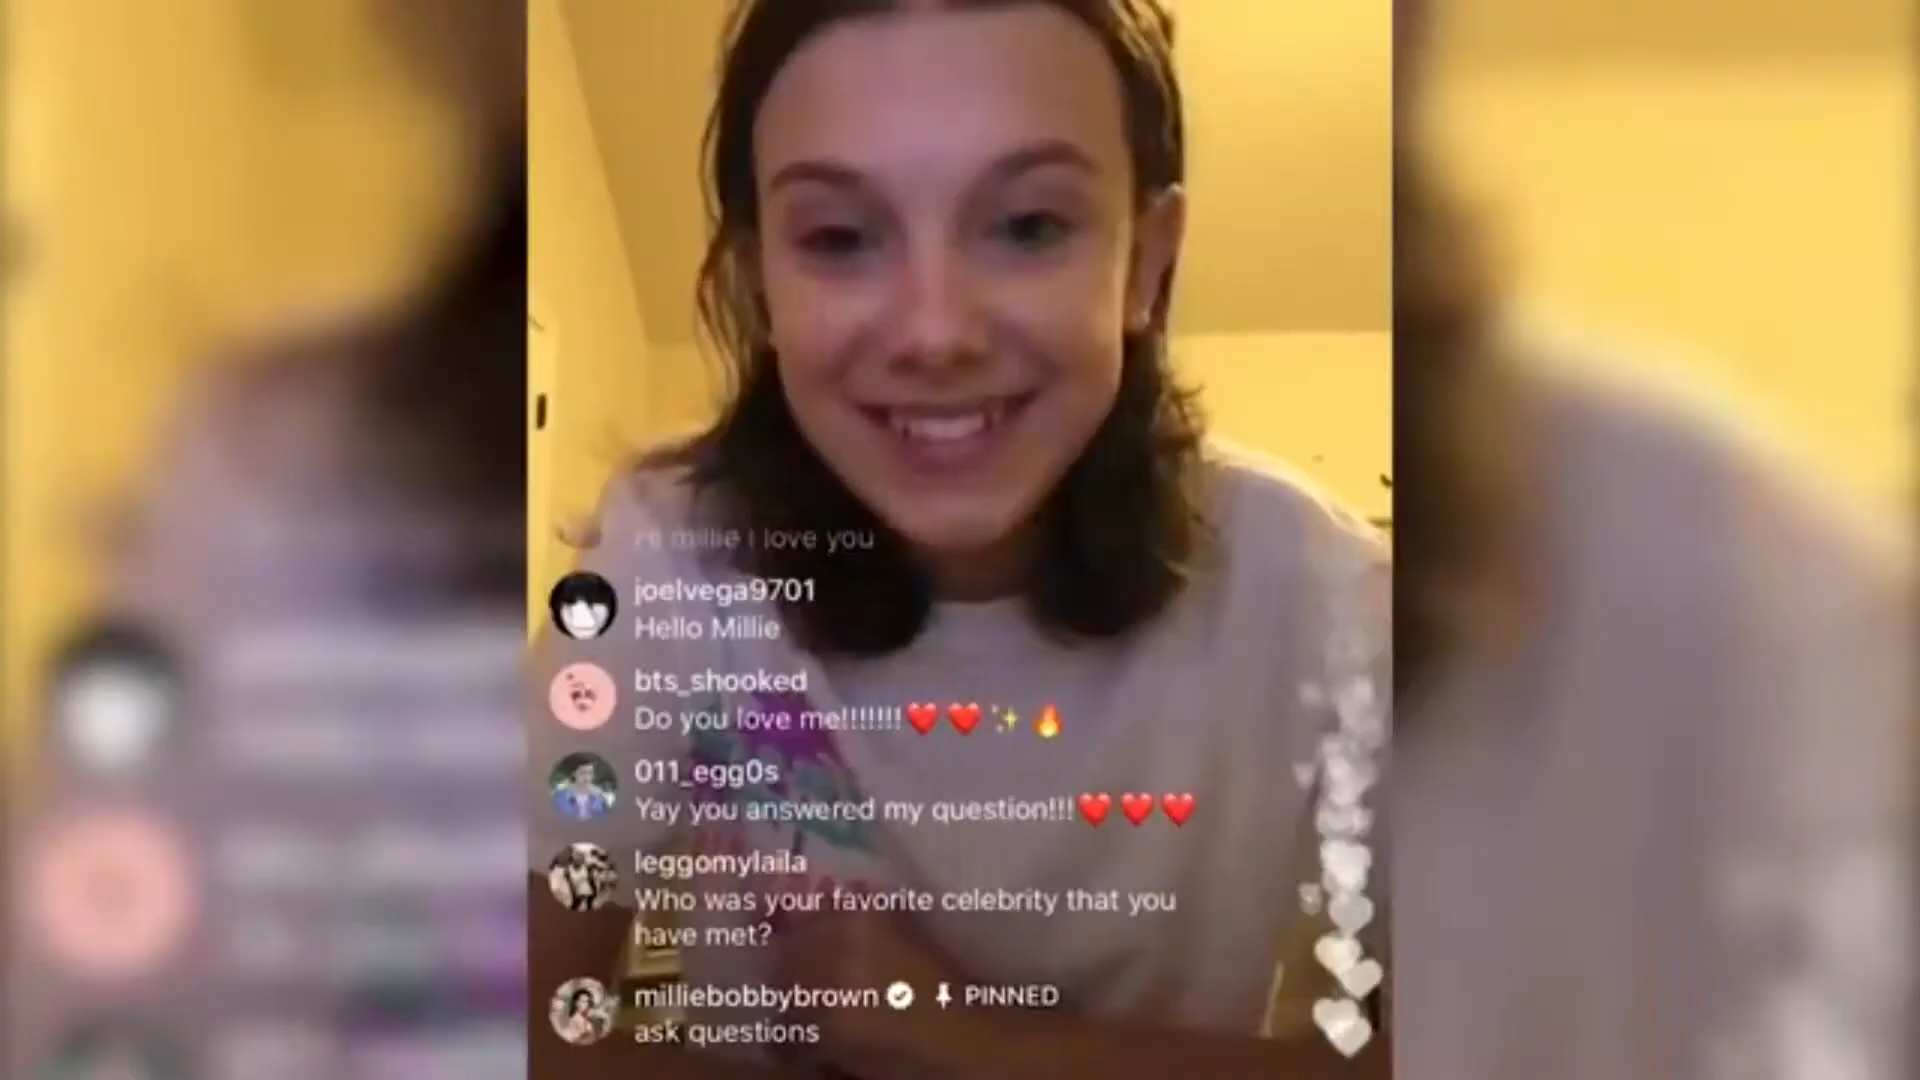 Hi millie I love you
joelvega9701
Hello Millie
bts_shooked
Do you love me!!!!!!!❤️❤️✨🔥
011_egg0s
Yay you answered my question!!!❤️❤️❤️
leggomylaila
Who was your favorite celebrity that you
have met?
milliebobbybrown PINNED
ask questions